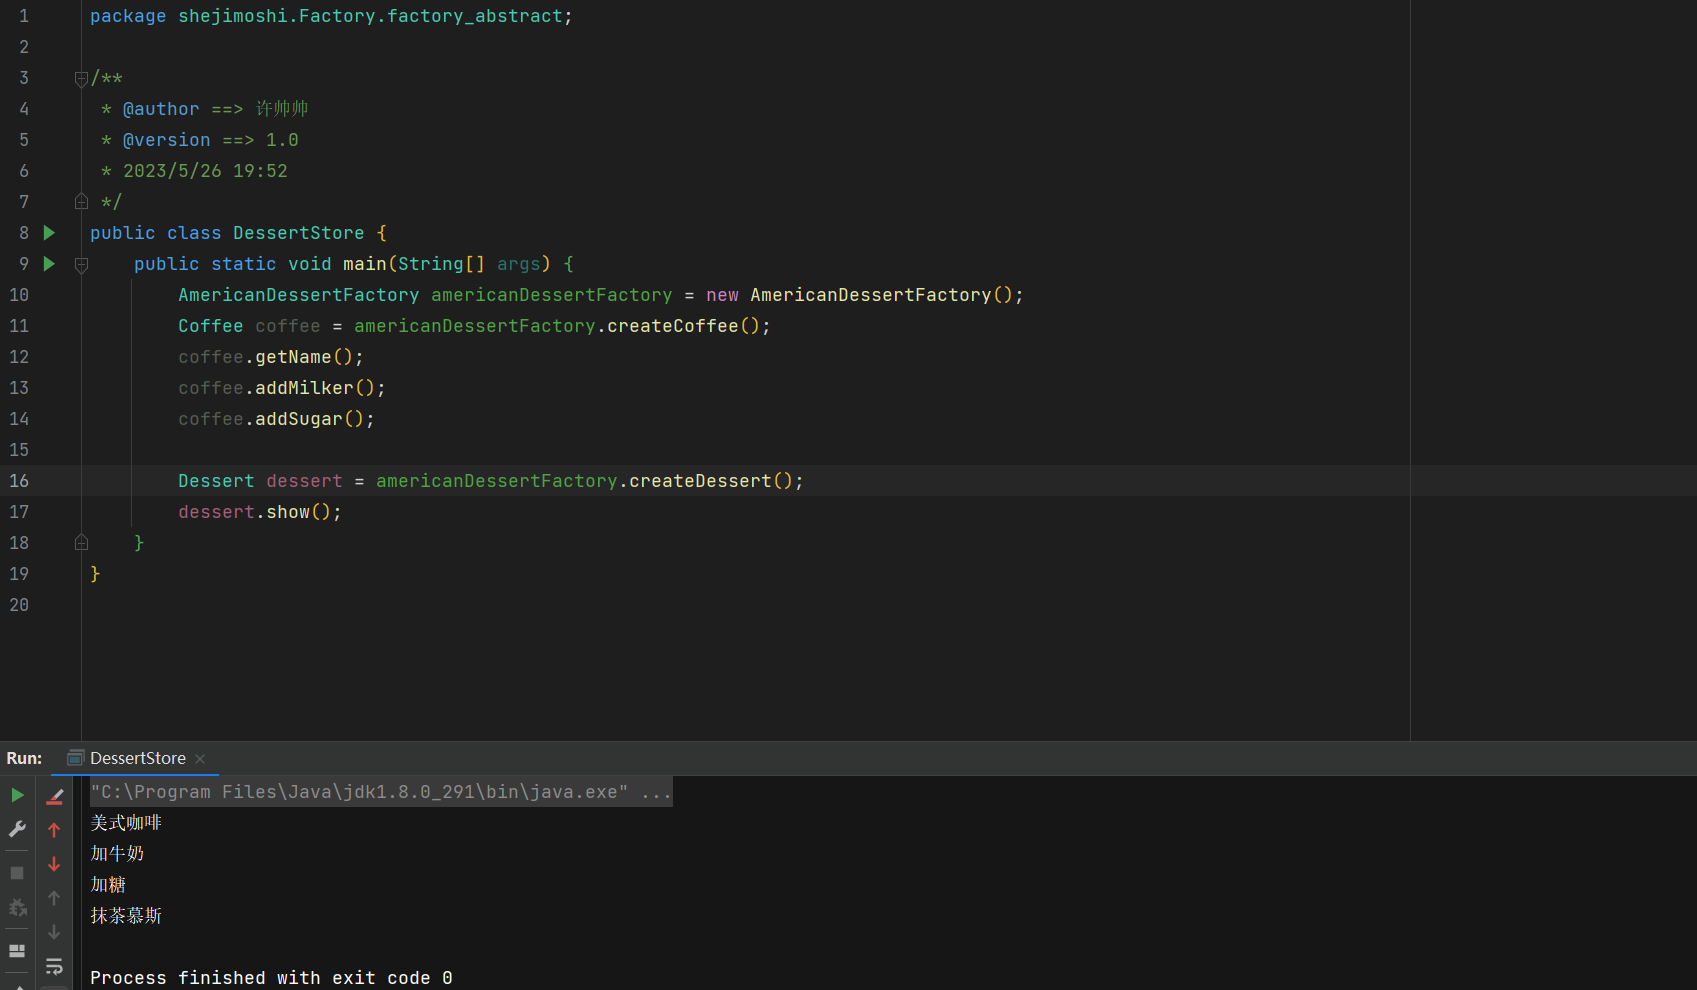 1 package shejimoshi.Factory.factory_abstract;
2
3 /**
4  * @author ==> 许帅帅
5  * @version ==> 1.0
6  * 2023/5/26 19:52
7  */
8 public class DessertStore {
9     public static void main(String[] args) {
10         AmericanDessertFactory americanDessertFactory = new AmericanDessertFactory();
11         Coffee coffee = americanDessertFactory.createCoffee();
12         coffee.getName();
13         coffee.addMilker();
14         coffee.addSugar();
15
16         Dessert dessert = americanDessertFactory.createDessert();
17         dessert.show();
18     }
19 }
20
Run: DessertStore ×
"C:\Program Files\Java\jdk1.8.0_291\bin\java.exe" ...
美式咖啡
加牛奶
加糖
抹茶慕斯
Process finished with exit code 0